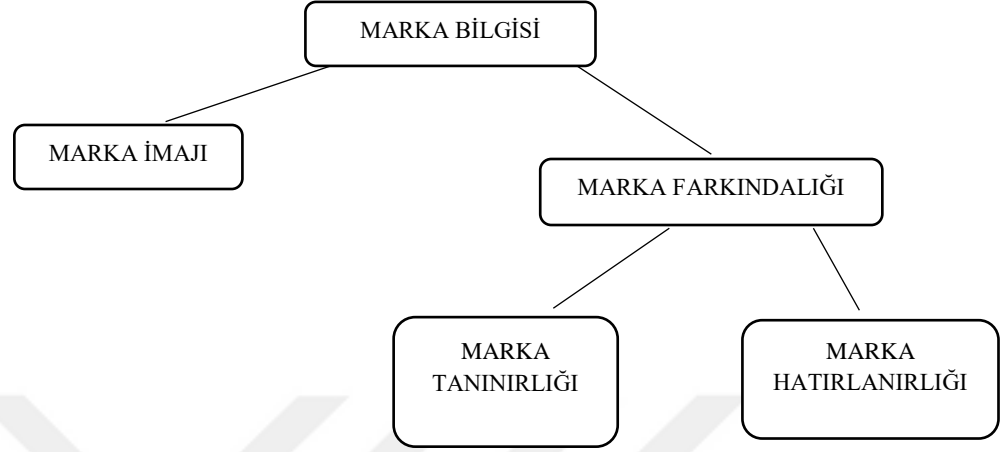 MARKA BİLGİSİ
MARKA İMAJI
MARKA FARKINDALIĞI
MARKA
TANINIRLIĞI
MARKA
HATIRLANIRLIĞI